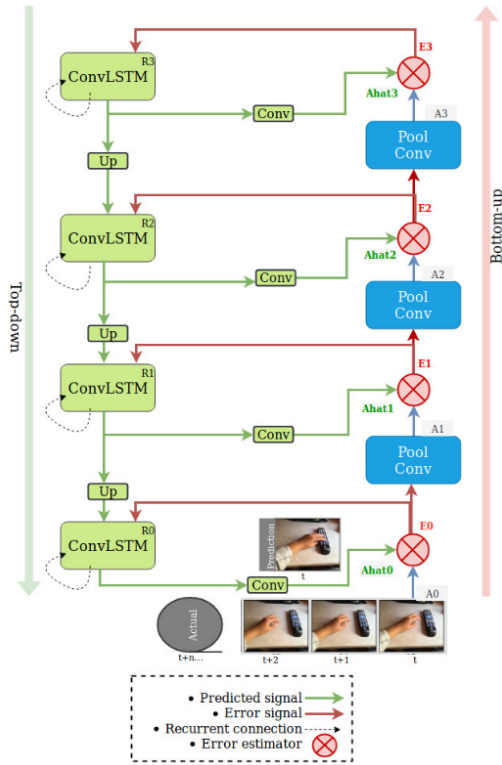 E3
R3
ConvLSTM
Ahat3
A3
Conv
Pool
Conv
Up
E2
R2
ConvLSTM
Ahat2
A2
Conv
Pool
Conv
Up
E1
R1
ConvLSTM
Ahat1
A1
Conv
Pool
Conv
Up
E0
R0
ConvLSTM
Prediction
t
Ahat0
A0
Conv
Actual
t+n...
t+2
t+1
t
Top-down
Bottom-up
• Predicted signal
• Error signal
• Recurrent connection
• Error estimator